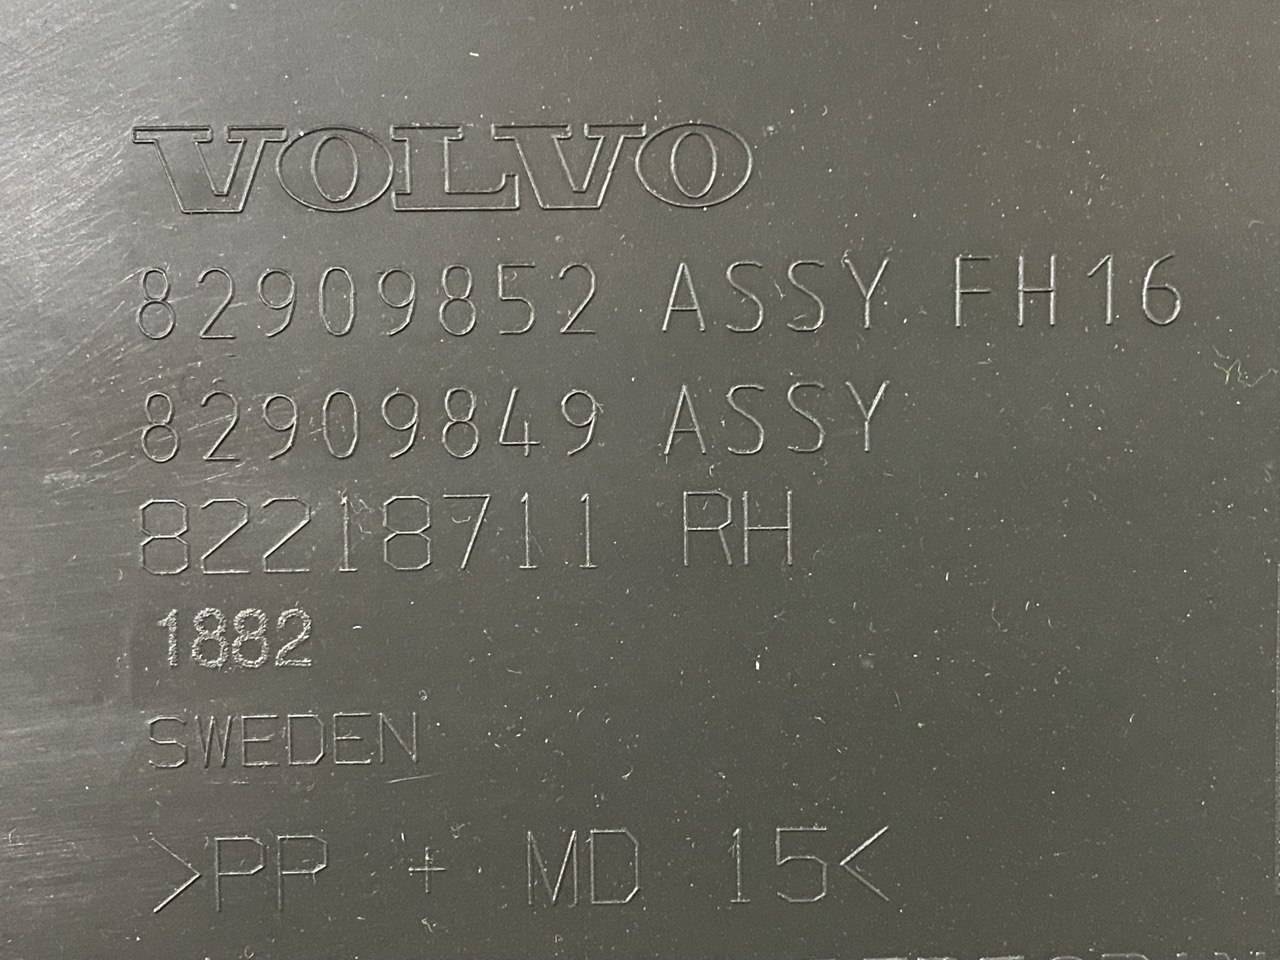 VOLVO
82909852 ASSY FH16
82909849 ASSY
82218711 RH
1882
SWEDEN
>PP + MD 15<